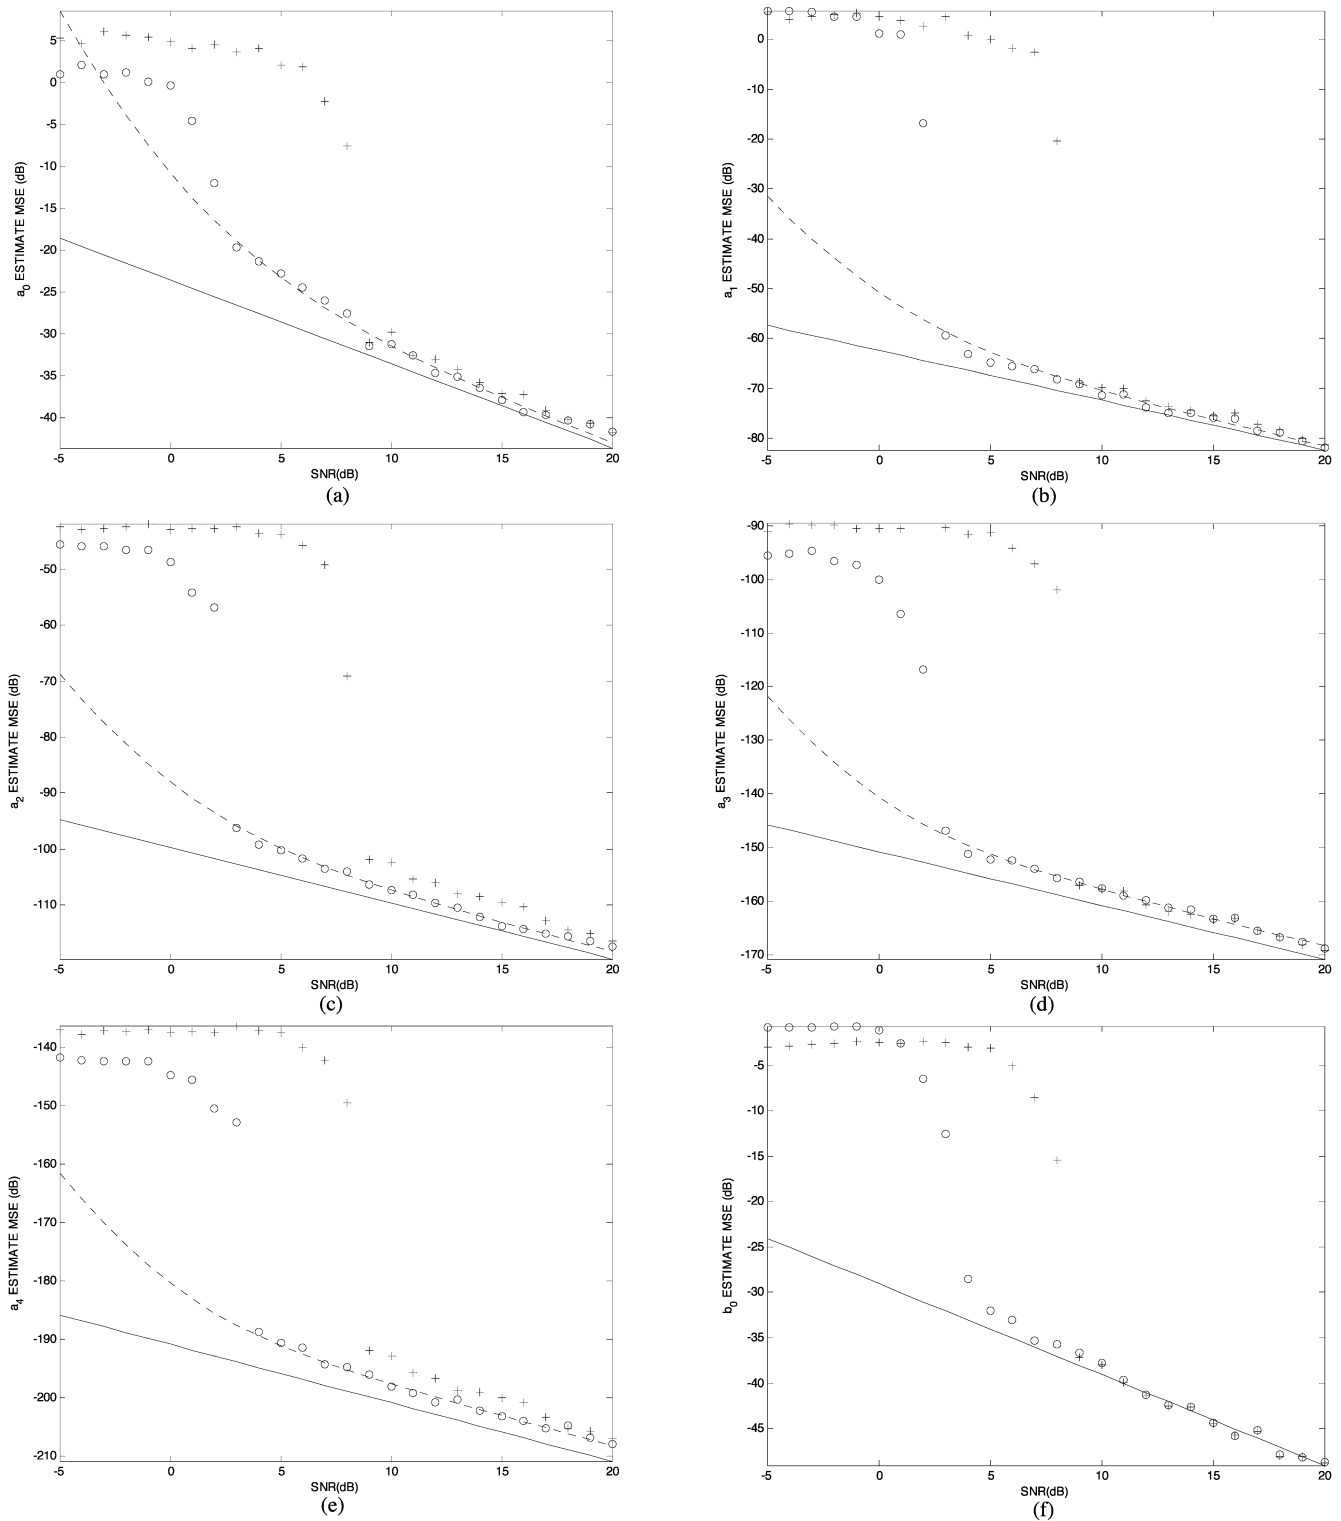 a0 ESTIMATE MSE (dB)
5
0
-5
-10
-15
-20
-25
-30
-35
-40
-5 0 5 10 15 20
SNR(dB)
(a)
a1 ESTIMATE MSE (dB)
0
-10
-20
-30
-40
-50
-60
-70
-80
-5 0 5 10 15 20
SNR(dB)
(b)
a2 ESTIMATE MSE (dB)
-50
-60
-70
-80
-90
-100
-110
-5 0 5 10 15 20
SNR(dB)
(c)
a3 ESTIMATE MSE (dB)
-90
-100
-110
-120
-130
-140
-150
-160
-170
-5 0 5 10 15 20
SNR(dB)
(d)
a4 ESTIMATE MSE (dB)
-140
-150
-160
-170
-180
-190
-200
-210
-5 0 5 10 15 20
SNR(dB)
(e)
b0 ESTIMATE MSE (dB)
-5
-10
-15
-20
-25
-30
-35
-40
-45
-5 0 5 10 15 20
SNR(dB)
(f)